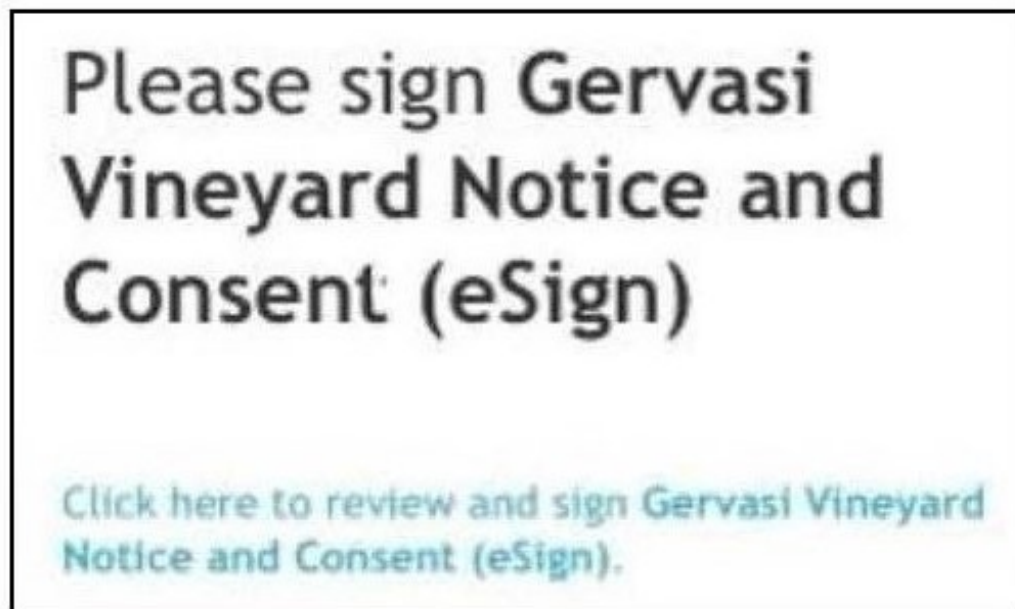 Please sign Gervasi
Vineyard Notice and
Consent (eSign)
Click here to review and sign Gervasi Vineyard
Notice and Consent (eSign).